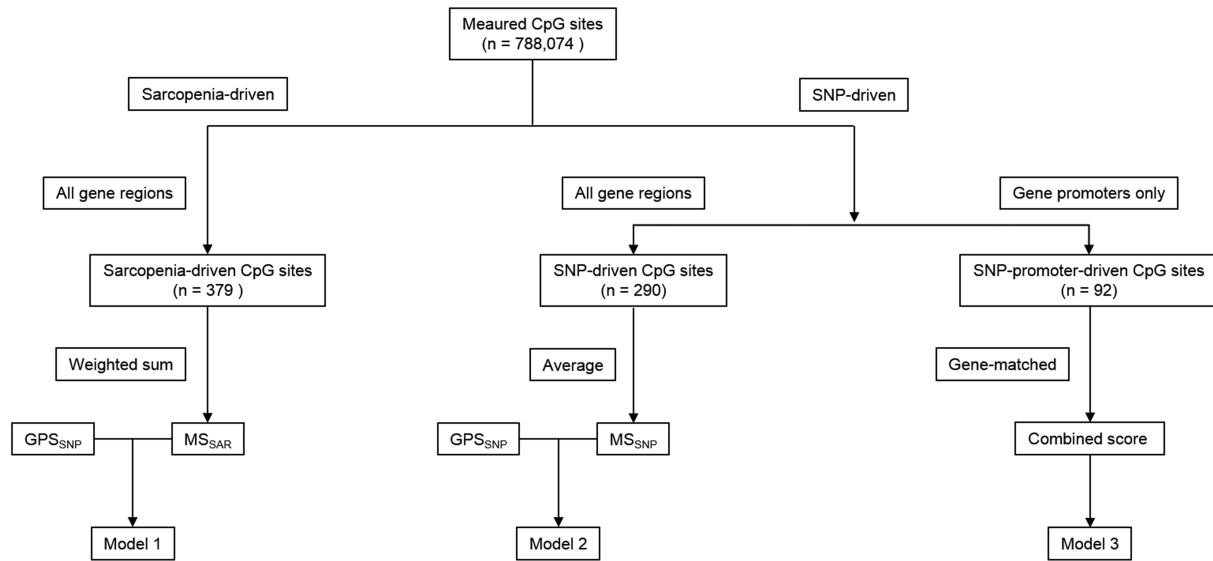 Meaured CpG sites
(n = 788,074 )
Sarcopenia-driven
SNP-driven
All gene regions
All gene regions
Gene promoters only
Sarcopenia-driven CpG sites
(n = 379 )
SNP-driven CpG sites
(n = 290)
SNP-promoter-driven CpG sites
(n = 92)
Weighted sum
Average
Gene-matched
GPSSNP
MSSAR
GPSSNP
MSSNP
Combined score
Model 1
Model 2
Model 3